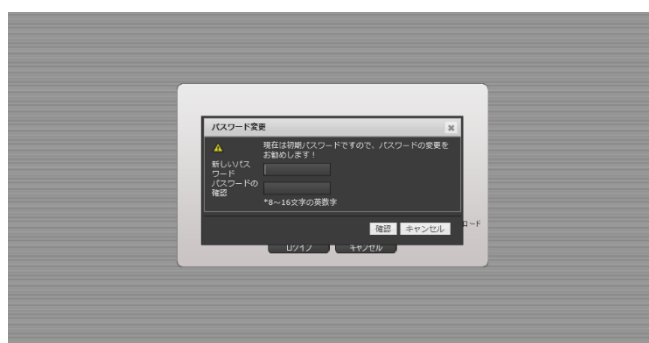 パスワード変更
現在は初期パスワードですので、パスワードの変更を
お勧めします！
新しいパス
ワード
パスワードの
確認
*8～16文字の英数字
確認 キャンセル
ロード
ログイン キャンセル